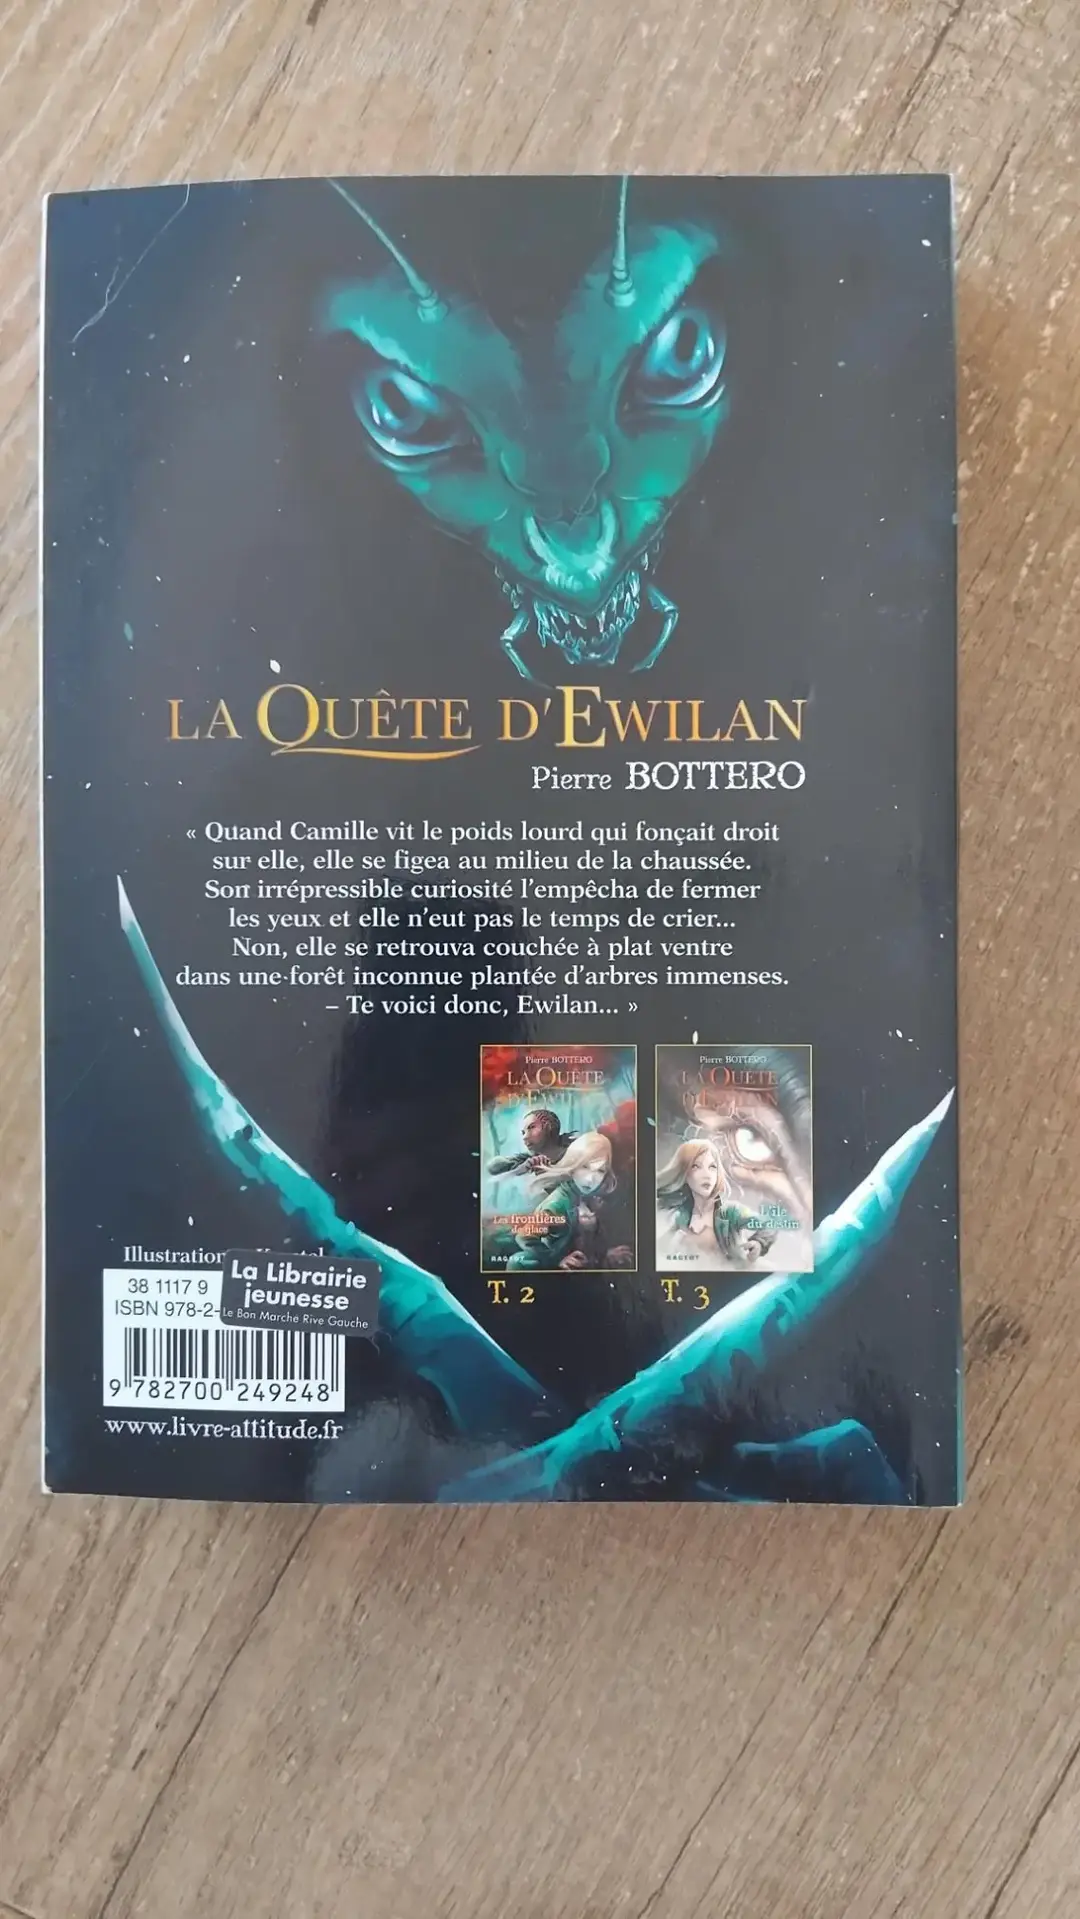 LA QUÊTE D'EWILAN
Pierre BOTTERO
« Quand Camille vit le poids lourd qui fonçait droit
sur elle, elle se figea au milieu de la chaussée.
Son irrépressible curiosité l'empêcha de fermer
les yeux et elle n'eut pas le temps de crier...
Non, elle se retrouva couchée à plat ventre
dans une forêt inconnue plantée d'arbres immenses.
– Te voici donc, Ewilan... »
Pierre BOTTERO
LA QUÊTE
Les frontières
de glace
RAGEOT
T. 2
Pierre BOTTERO
LA QUÊTE
D'EWILAN
L'île
du destin
RAGEOT
T. 3
Illustration
38 1117 9
ISBN 978-2-
La Librairie
jeunesse
Le Bon Marche Rive Gauche
9 782700 249248
www.livre-attitude.fr